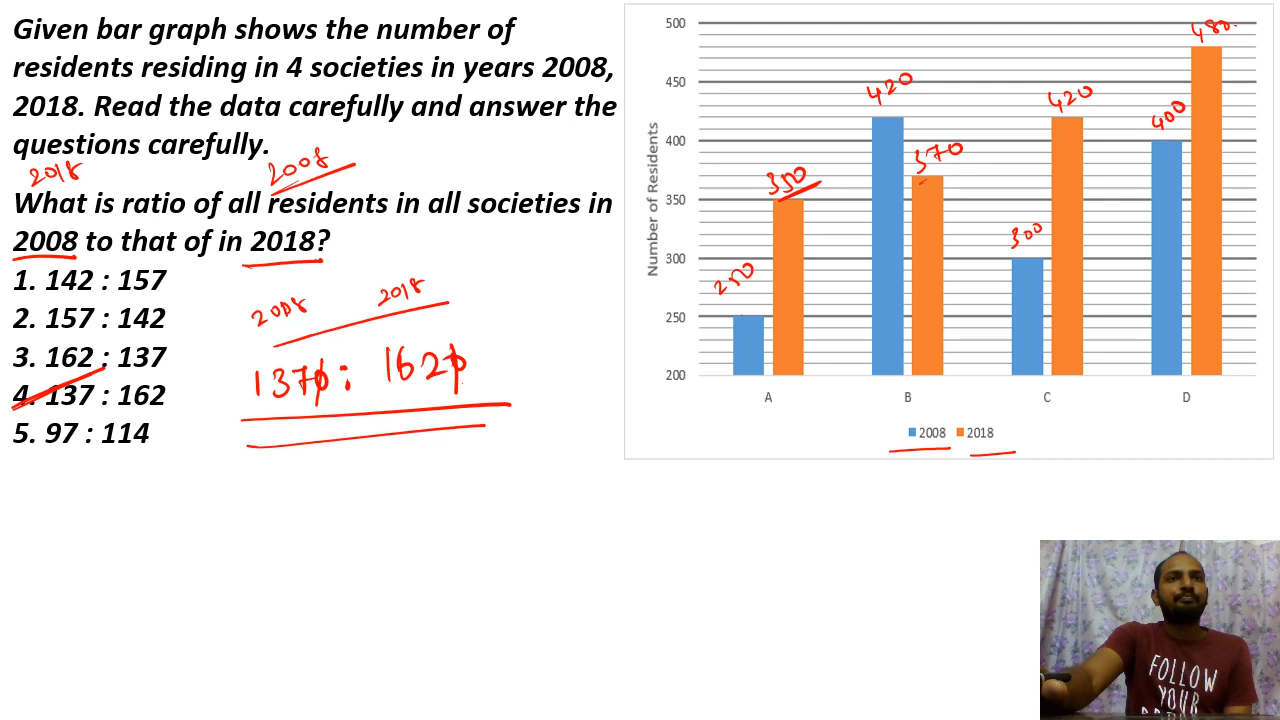 Given bar graph shows the number of
residents residing in 4 societies in years 2008,
2018. Read the data carefully and answer the
questions carefully.
2018 2008
What is ratio of all residents in all societies in
2008 to that of in 2018?
1. 142 : 157
2. 157 : 142
3. 162 : 137
4. 137 : 162
5. 97 : 114
2008 2018
1370 : 1620
Number of Residents
500
450
400
350
300
250
200
250
350
420
370
300
420
400
480
A B C D
2008 2018
FOLLOW
YOUR